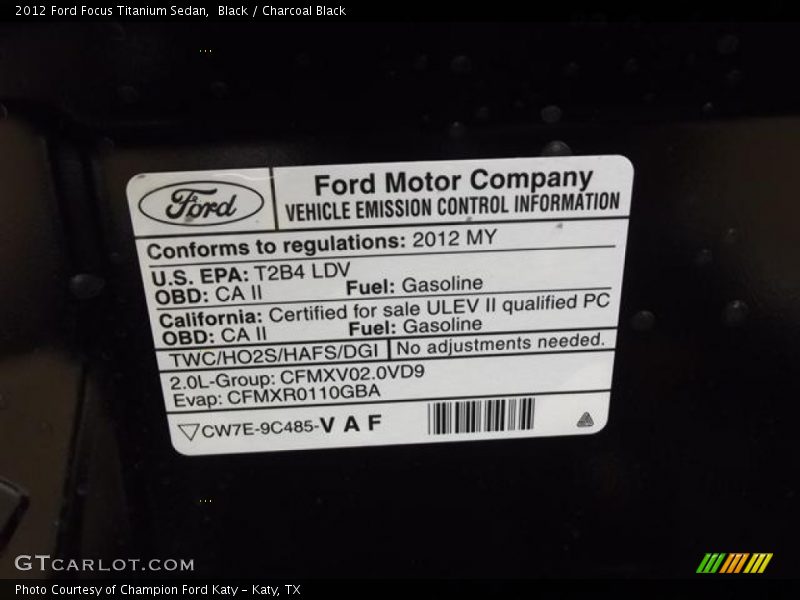 2012 Ford Focus Titanium Sedan,  Black / Charcoal Black
Ford
Ford Motor Company
VEHICLE EMISSION CONTROL INFORMATION
Conforms to regulations: 2012 MY
U.S. EPA: T2B4 LDV
OBD: CA II Fuel: Gasoline
California: Certified for sale ULEV II qualified PC
OBD: CA II Fuel: Gasoline
TWC/HO2S/HAFS/DGI No adjustments needed.
2.0L-Group: CFMXV02.0VD9
Evap: CFMXR0110GBA
CW7E-9C485-V A F
GTCARLOT.COM
Photo Courtesy of Champion Ford Katy - Katy, TX